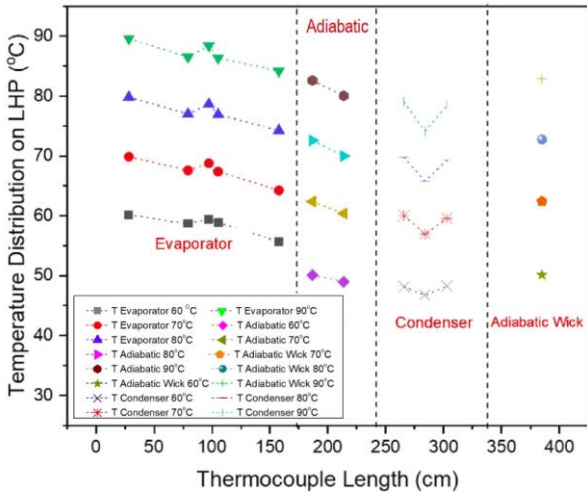 Adiabatic
Temperature Distribution on LHP (°C)
90
80
70
60
50
40
30
Evaporator
Condenser
Adiabatic Wick
T Evaporator 60 °C
T Evaporator 70°C
T Evaporator 80°C
T Adiabatic 80°C
T Adiabatic 90°C
T Adiabatic Wick 60°C
T Condenser 60°C
T Condenser 70°C
T Evaporator 90°C
T Adiabatic 60°C
T Adiabatic 70°C
T Adiabatic Wick 70°C
T Adiabatic Wick 80°C
T Adiabatic Wick 90°C
T Condenser 80°C
T Condenser 90°C
0 50 100 150 200 250 300 350 400
Thermocouple Length (cm)